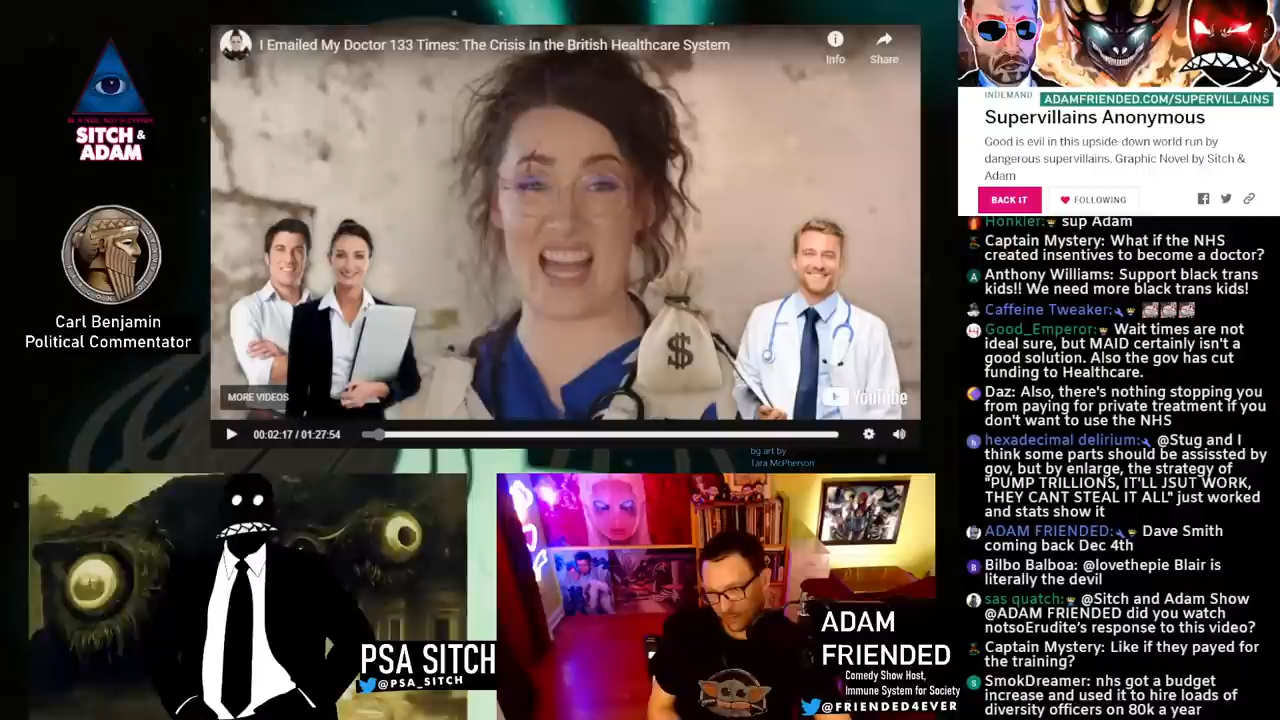 SITCH &
ADAM
Carl Benjamin
Political Commentator
I Emailed My Doctor 133 Times: The Crisis In the British Healthcare System
Info
Share
$
MORE VIDEOS
YouTube
00:02:17 / 01:27:54
bg art by
Tara McPherson
PSA SITCH
@PSA_SITCH
ADAM
FRIENDED
Comedy Show Host,
Immune System for Society
@FRIENDED4EVER
INDEMAND
ADAMFRIENDED.COM/SUPERVILLAINS
Supervillains Anonymous
Good is evil in this upside-down world run by
dangerous supervillains. Graphic Novel by Sitch &
Adam
BACK IT
FOLLOWING
Honkler: sup Adam
Captain Mystery: What if the NHS
created insentives to become a doctor?
Anthony Williams: Support black trans
kids!! We need more black trans kids!
Caffeine Tweaker:
Good_Emperor: Wait times are not
ideal sure, but MAID certainly isn't a
good solution. Also the gov has cut
funding to Healthcare.
Daz: Also, there's nothing stopping you
from paying for private treatment if you
don't want to use the NHS
hexadecimal delirium: @Stug and I
think some parts should be assissted by
gov, but by enlarge, the strategy of
"PUMP TRILLIONS, IT'LL JSUT WORK,
THEY CANT STEAL IT ALL" just worked
and stats show it
ADAM FRIENDED: Dave Smith
coming back Dec 4th
Bilbo Balboa: @lovethepie Blair is
literally the devil
sas quatch: @Sitch and Adam Show
@ADAM FRIENDED did you watch
notsoErudite's response to this video?
Captain Mystery: Like if they payed for
the training?
SmokDreamer: nhs got a budget
increase and used it to hire loads of
diversity officers on 80k a year